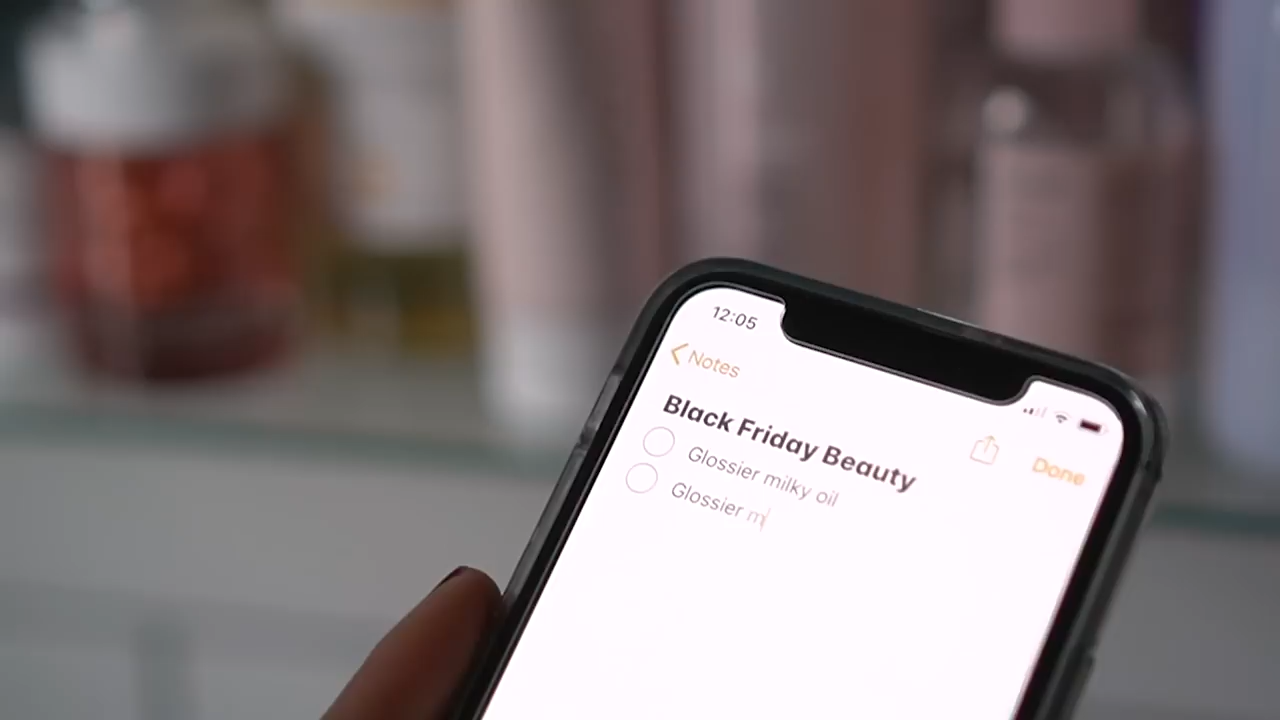 12:05
Notes
Done
Black Friday Beauty
Glossier milky oil
Glossier m